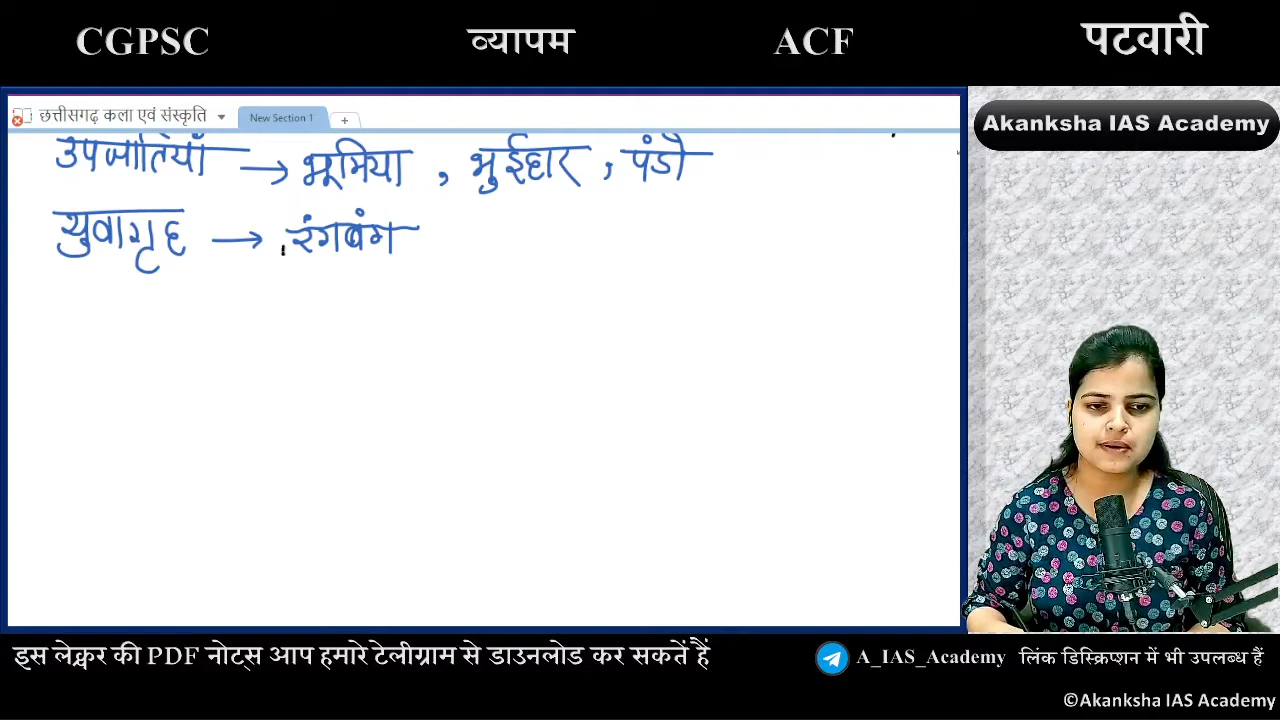 CGPSC व्यापम ACF पटवारी
छत्तीसगढ़ कला एवं संस्कृति New Section 1
Akanksha IAS Academy
उपजातियाँ → भूमिया, भुईहार, पंडो
युवागृह → रंगबंग
इस लेक्चर की PDF नोट्स आप हमारे टेलीग्राम से डाउनलोड कर सकतें हैं A_IAS_Academy लिंक डिस्क्रिप्शन में भी उपलब्ध हैं
©Akanksha IAS Academy